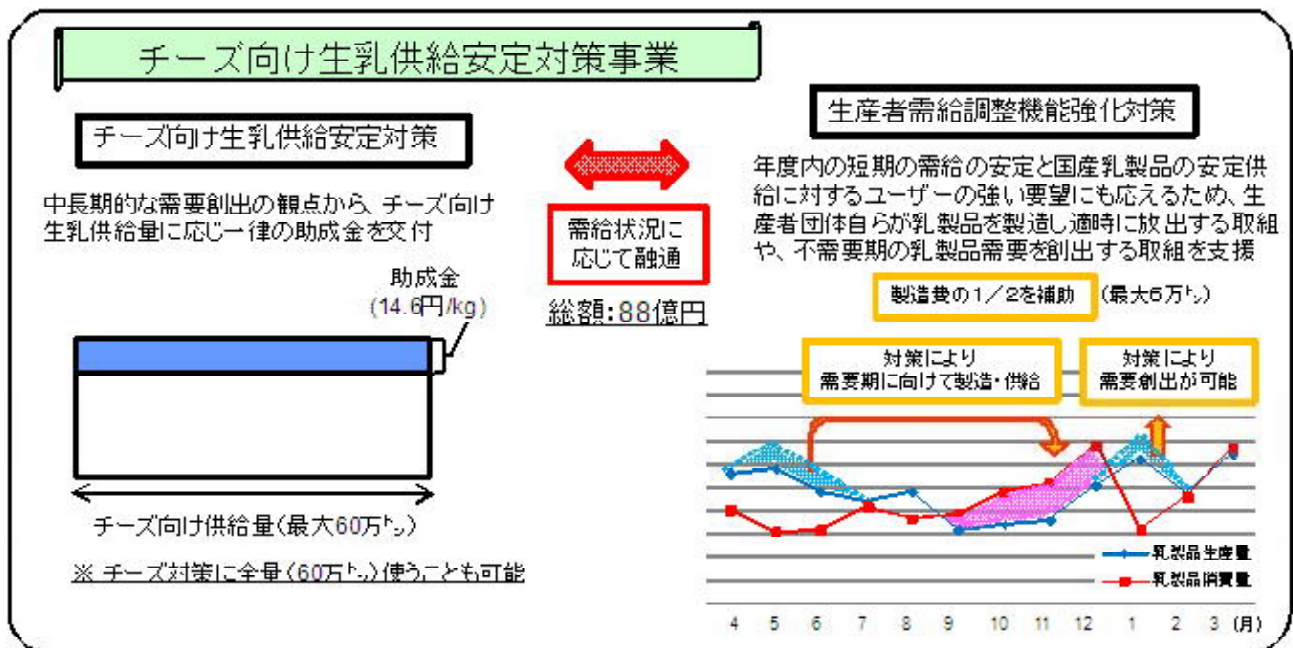 チーズ向け生乳供給安定対策事業
チーズ向け生乳供給安定対策
中長期的な需要創出の観点から、チーズ向け
生乳供給量に応じ一律の助成金を交付
助成金
(14.6円/kg)
チーズ向け供給量(最大60万㌧)
※ チーズ対策に全量(60万㌧)使うことも可能
需給状況に
応じて融通
総額:88億円
生産者需給調整機能強化対策
年度内の短期の需給の安定と国産乳製品の安定供
給に対するユーザーの強い要望にも応えるため、生
産者団体自らが乳製品を製造し適時に放出する取組
や、不需要期の乳製品需要を創出する取組を支援
製造費の1/2を補助 (最大6万㌧)
対策により
需要期に向けて製造・供給
対策により
需要創出が可能
乳製品生産量
乳製品消費量
4 5 6 7 8 9 10 11 12 1 2 3 (月)